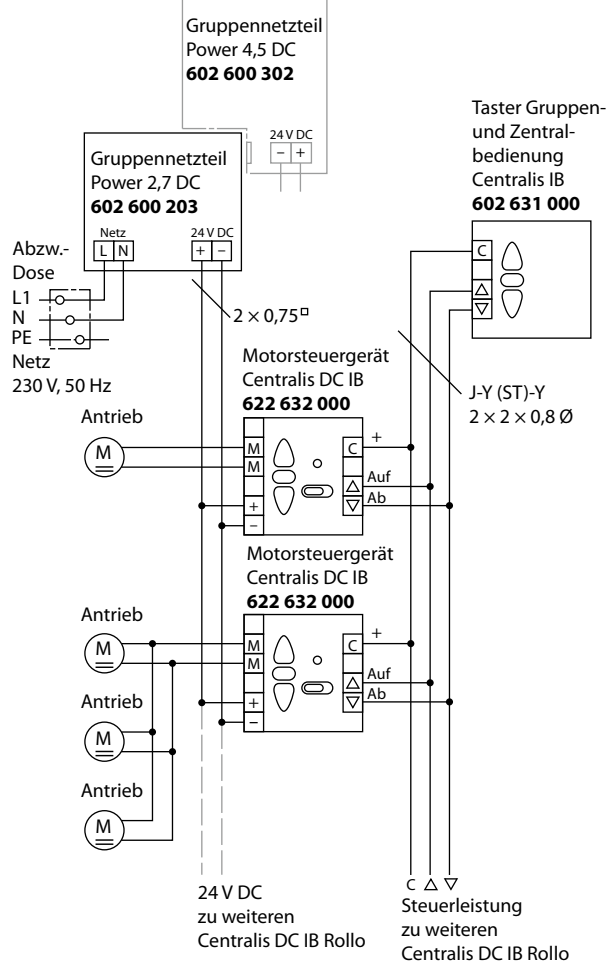 Gruppennetzteil
Power 4,5 DC
602 600 302
24 V DC
– +
Gruppennetzteil
Power 2,7 DC
602 600 203
Netz
24 V DC
L N
+ –
Taster Gruppen-
und Zentral-
bedienung
Centralis IB
602 631 000
C
△
▽
Abzw.-
Dose
L1
N
PE
Netz
230 V, 50 Hz
2 × 0,75□
J-Y (ST)-Y
2 × 2 × 0,8 Ø
Motorsteuergerät
Centralis DC IB
622 632 000
Antrieb
M
M
M
+
–
C
+
△
Auf
▽
Ab
Motorsteuergerät
Centralis DC IB
622 632 000
Antrieb
M
M
M
+
–
C
+
△
Auf
▽
Ab
Antrieb
M
Antrieb
M
24 V DC
zu weiteren
Centralis DC IB Rollo
C △ ▽
Steuerleistung
zu weiteren
Centralis DC IB Rollo